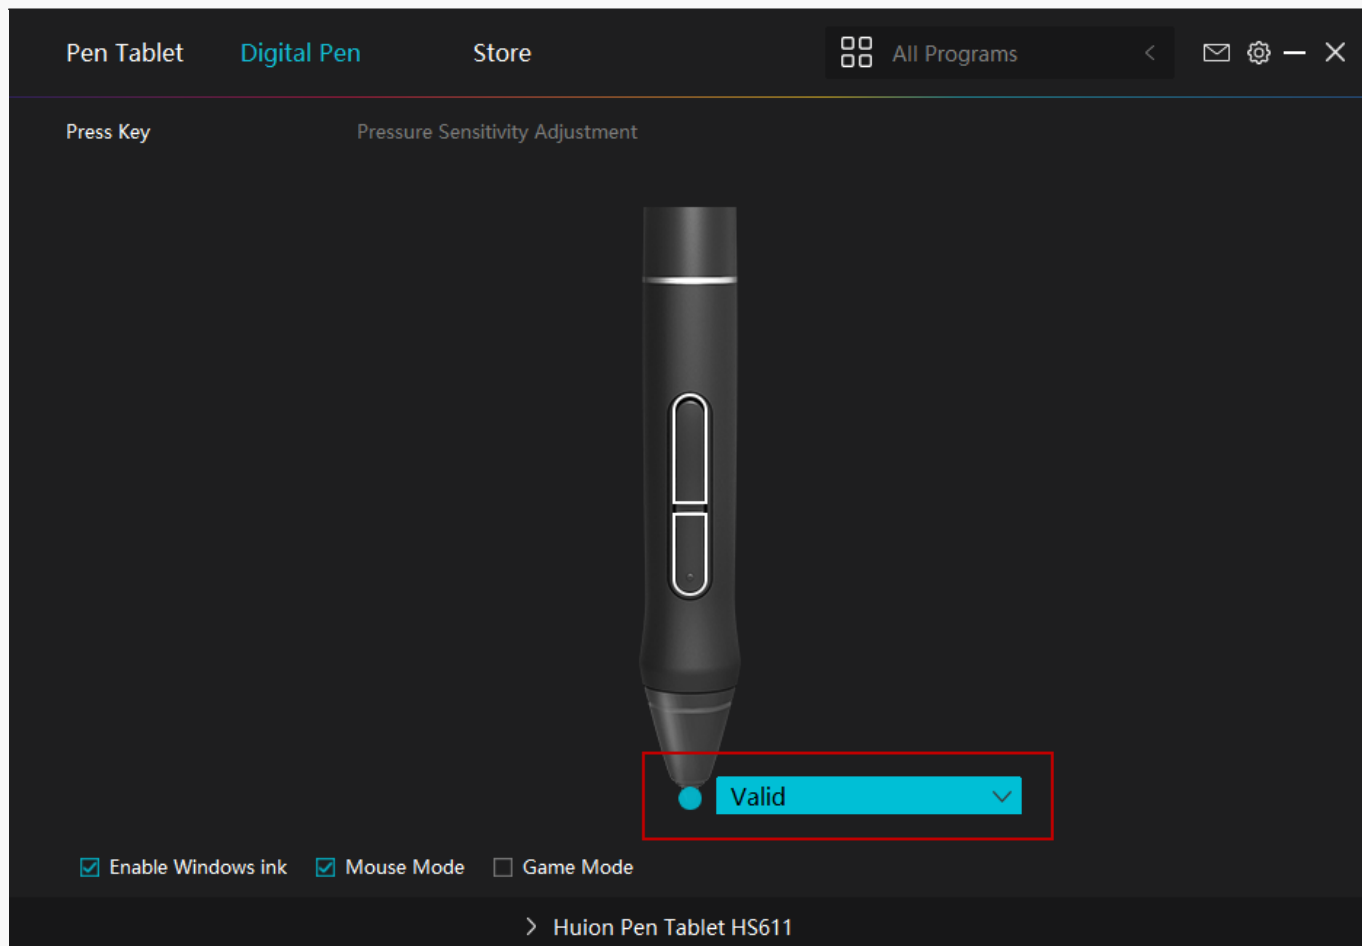 Pen Tablet Digital Pen Store All Programs
Press Key Pressure Sensitivity Adjustment
Valid
Enable Windows ink Mouse Mode Game Mode
Huion Pen Tablet HS611